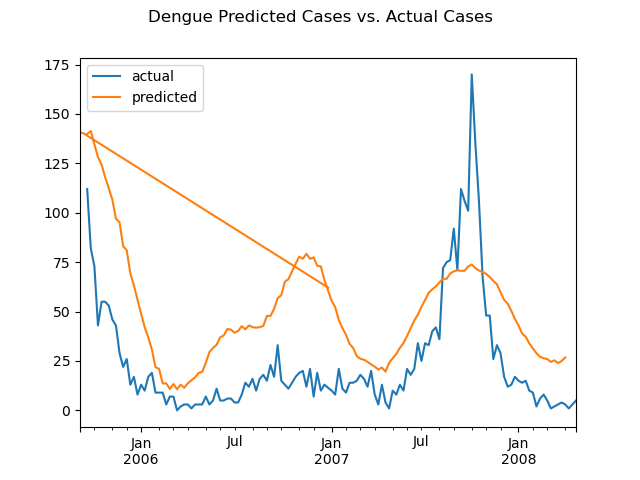 Dengue Predicted Cases vs. Actual Cases
actual
predicted
175
150
125
100
75
50
25
0
Jan
2006
Jul
Jan
2007
Jul
Jan
2008